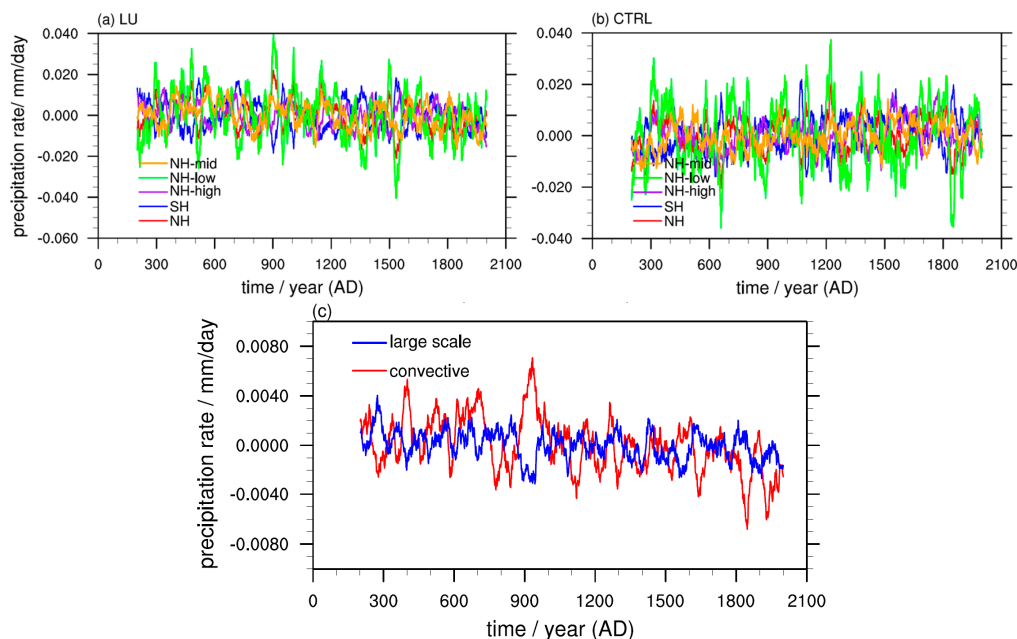 (a) LU
0.040
0.020
0.000
-0.020
-0.040
-0.060
precipitation rate/ mm/day
NH-mid
NH-low
NH-high
SH
NH
0 300 600 900 1200 1500 1800 2100
time / year (AD)
(b) CTRL
0.040
0.020
0.000
-0.020
-0.040
NH-mid
NH-low
NH-high
SH
NH
0 300 600 900 1200 1500 1800 2100
time / year (AD)
(c)
0.0080
0.0040
0.0000
-0.0040
-0.0080
precipitation rate / mm/day
large scale
convective
0 300 600 900 1200 1500 1800 2100
time / year (AD)